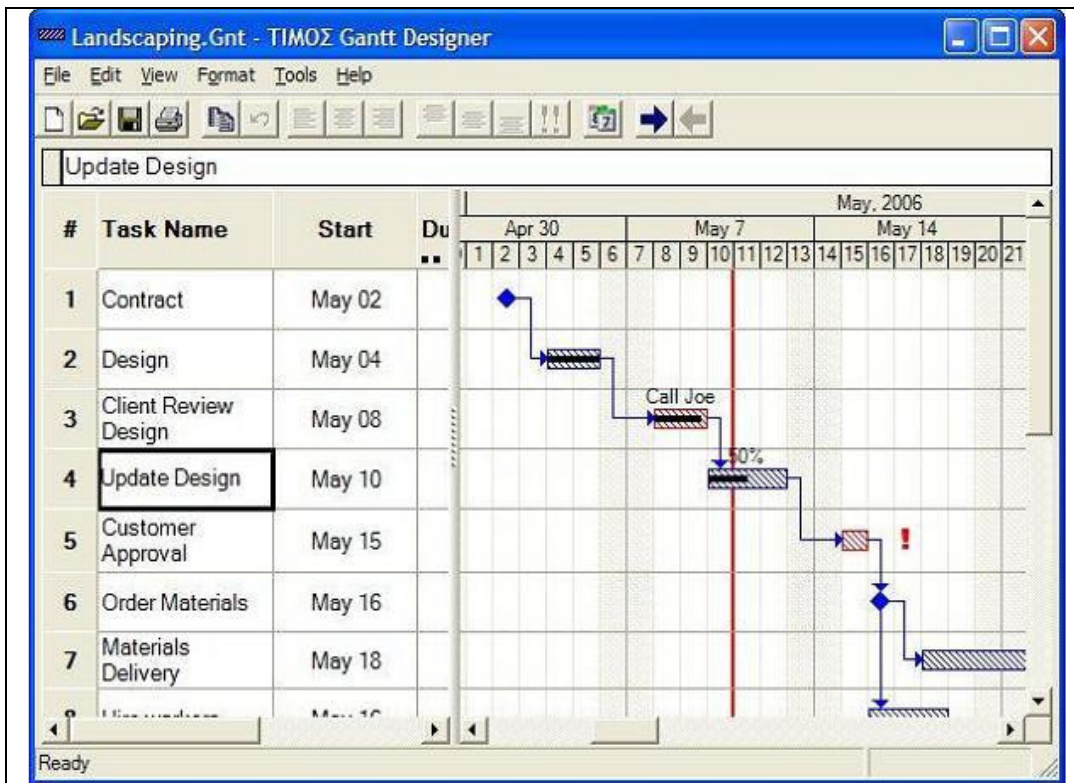 Landscaping.Gnt - TIMOΣ Gantt Designer
File Edit View Format Tools Help
Update Design
# Task Name Start Du
May, 2006
Apr 30 May 7 May 14
1 2 3 4 5 6 7 8 9 10 11 12 13 14 15 16 17 18 19 20 21
1 Contract May 02
2 Design May 04
3 Client Review
Design
May 08
Call Joe
4 Update Design May 10
50%
5 Customer
Approval
May 15
!
6 Order Materials May 16
7 Materials
Delivery
May 18
Ready